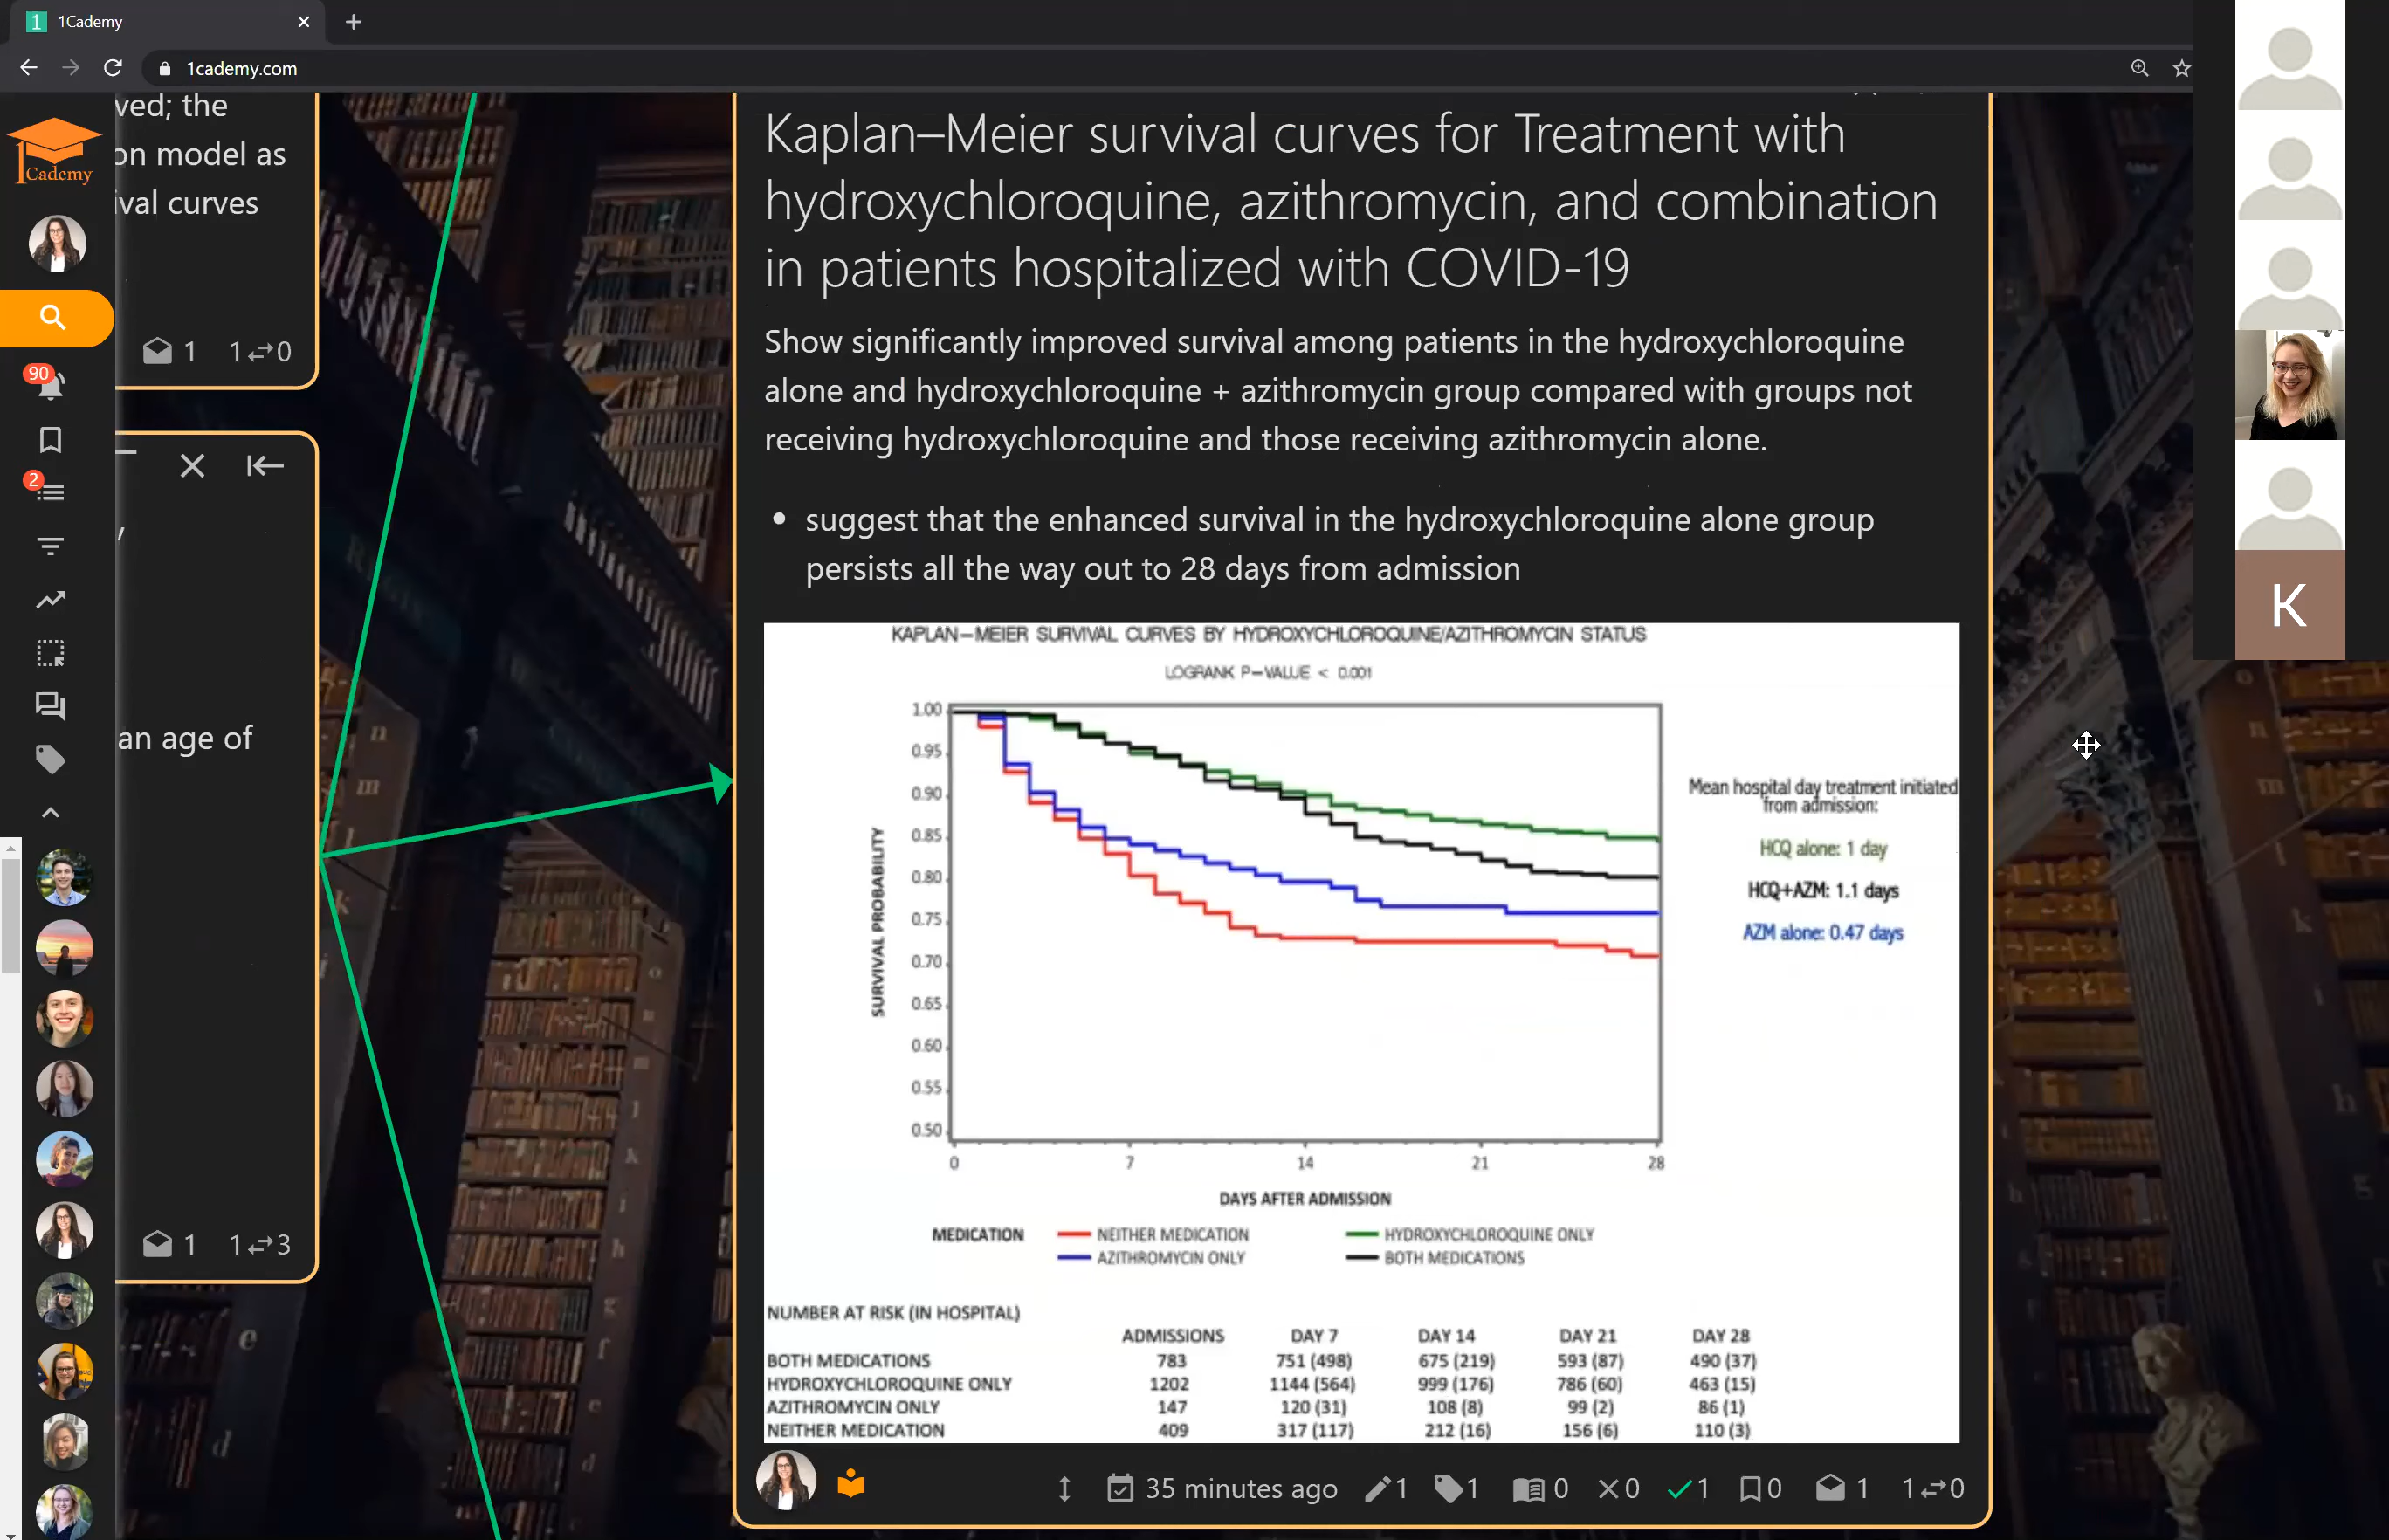 1Cademy
1cademy.com
ved; the
on model as
ival curves
Cademy
1 1⇄0
90
2
an age of
1 1⇄3
Kaplan–Meier survival curves for Treatment with
hydroxychloroquine, azithromycin, and combination
in patients hospitalized with COVID-19
Show significantly improved survival among patients in the hydroxychloroquine
alone and hydroxychloroquine + azithromycin group compared with groups not
receiving hydroxychloroquine and those receiving azithromycin alone.
• suggest that the enhanced survival in the hydroxychloroquine alone group
persists all the way out to 28 days from admission
KAPLAN–MEIER SURVIVAL CURVES BY HYDROXYCHLOROQUINE/AZITHROMYCIN STATUS
LOGRANK P–VALUE < 0.001
SURVIVAL PROBABILITY
1.00
0.95
0.90
0.85
0.80
0.75
0.70
0.65
0.60
0.55
0.50
0 7 14 21 28
DAYS AFTER ADMISSION
Mean hospital day treatment initiated
from admission:
HCQ alone: 1 day
HCQ+AZM: 1.1 days
AZM alone: 0.47 days
MEDICATION NEITHER MEDICATION HYDROXYCHLOROQUINE ONLY
AZITHROMYCIN ONLY BOTH MEDICATIONS
NUMBER AT RISK (IN HOSPITAL)
ADMISSIONS DAY 7 DAY 14 DAY 21 DAY 28
BOTH MEDICATIONS 783 751 (498) 675 (219) 593 (87) 490 (37)
HYDROXYCHLOROQUINE ONLY 1202 1144 (564) 999 (176) 786 (60) 463 (15)
AZITHROMYCIN ONLY 147 120 (31) 108 (8) 99 (2) 86 (1)
NEITHER MEDICATION 409 317 (117) 212 (16) 156 (6) 110 (3)
35 minutes ago 1 1 0 0 1 0 1 1⇄0
K